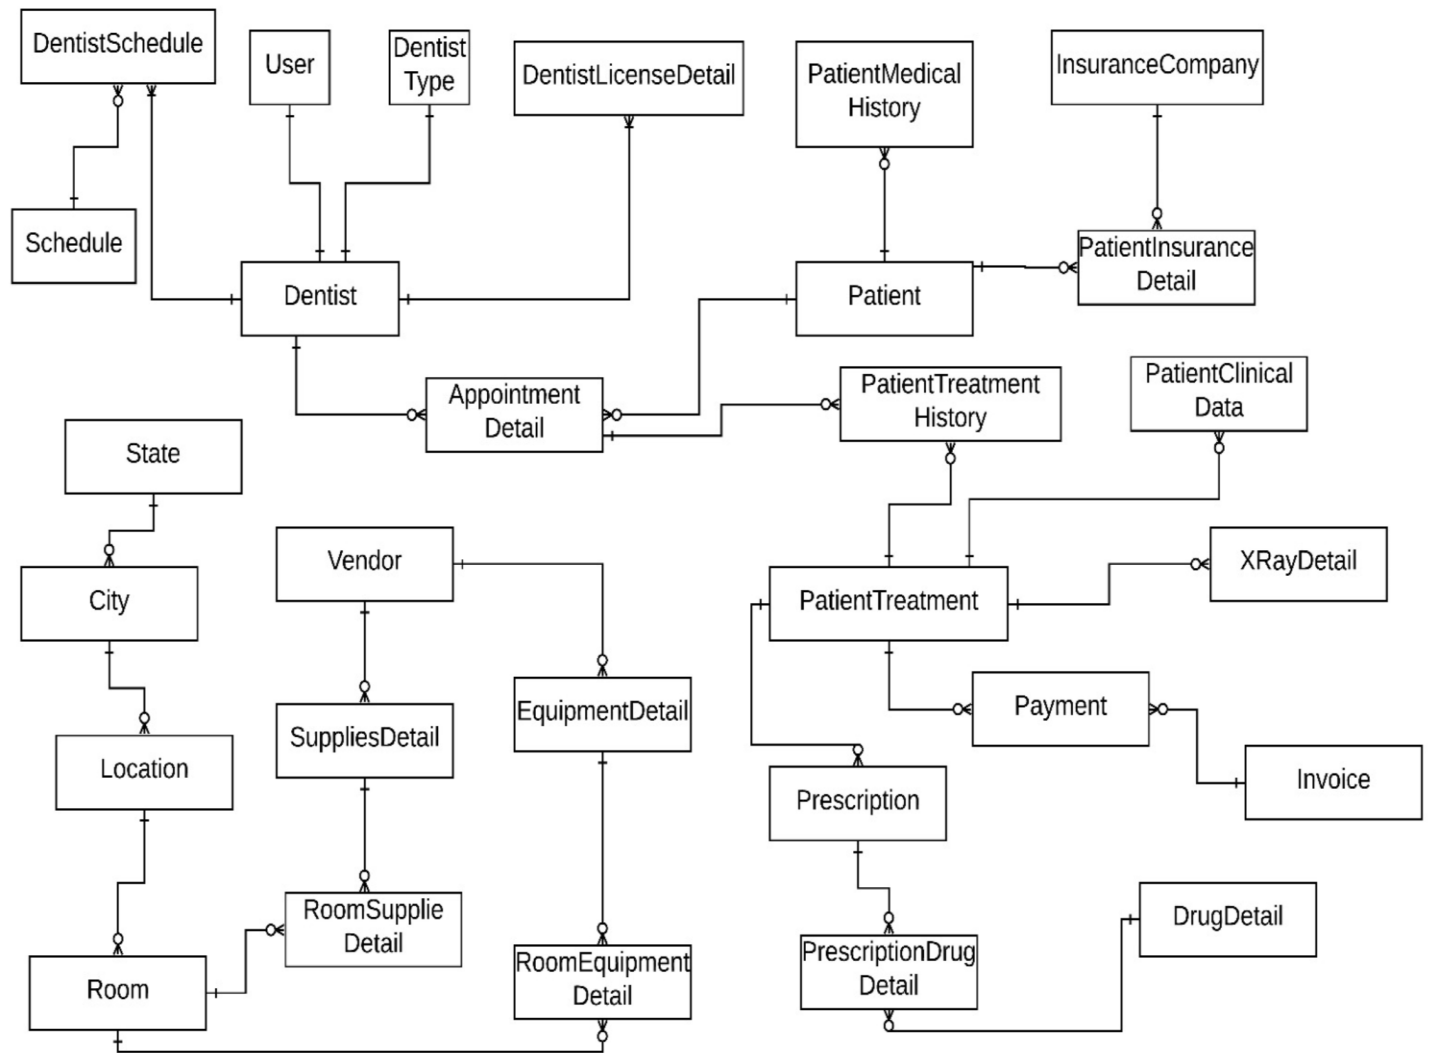 DentistSchedule
User
Dentist
Type
DentistLicenseDetail
PatientMedical
History
InsuranceCompany
Schedule
Dentist
Patient
PatientInsurance
Detail
Appointment
Detail
PatientTreatment
History
PatientClinical
Data
State
Vendor
XRayDetail
City
PatientTreatment
EquipmentDetail
Payment
SuppliesDetail
Location
Invoice
Prescription
RoomSupplie
Detail
DrugDetail
Room
RoomEquipment
Detail
PrescriptionDrug
Detail